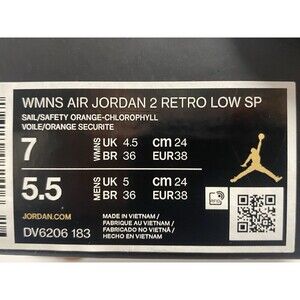 WMNS AIR JORDAN 2 RETRO LOW SP
SAIL/SAFETY ORANGE-CHLOROPHYLL
VOILE/ORANGE SECURITE
7 WMNS UK 4.5 cm 24
BR 36 EUR38
5.5 MENS UK 5 cm 24
BR 36 EUR38
JORDAN.COM
DV6206 183
MADE IN VIETNAM /
FABRIQUE AU VIETNAM /
FABRICADO NO VIETNÃ /
HECHO EN VIETNAM